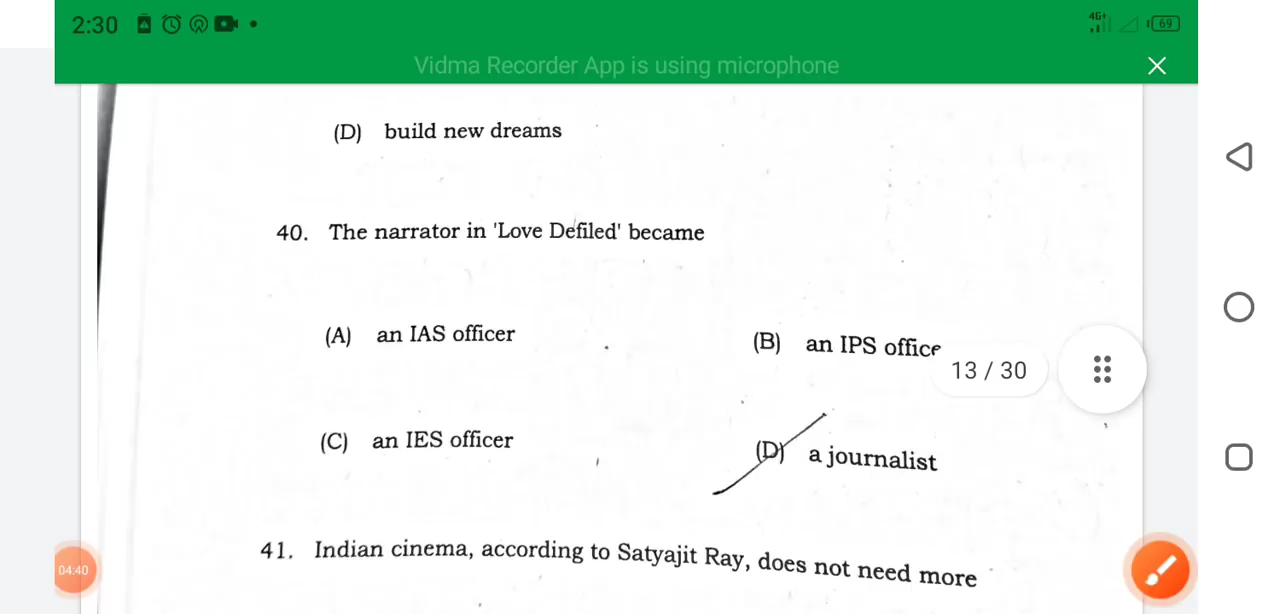 2:30
4G+
69
Vidma Recorder App is using microphone
(D) build new dreams
40. The narrator in 'Love Defiled' became
(A) an IAS officer
(B) an IPS office
13 / 30
(C) an IES officer
(D) a journalist
41. Indian cinema, according to Satyajit Ray, does not need more
04:40